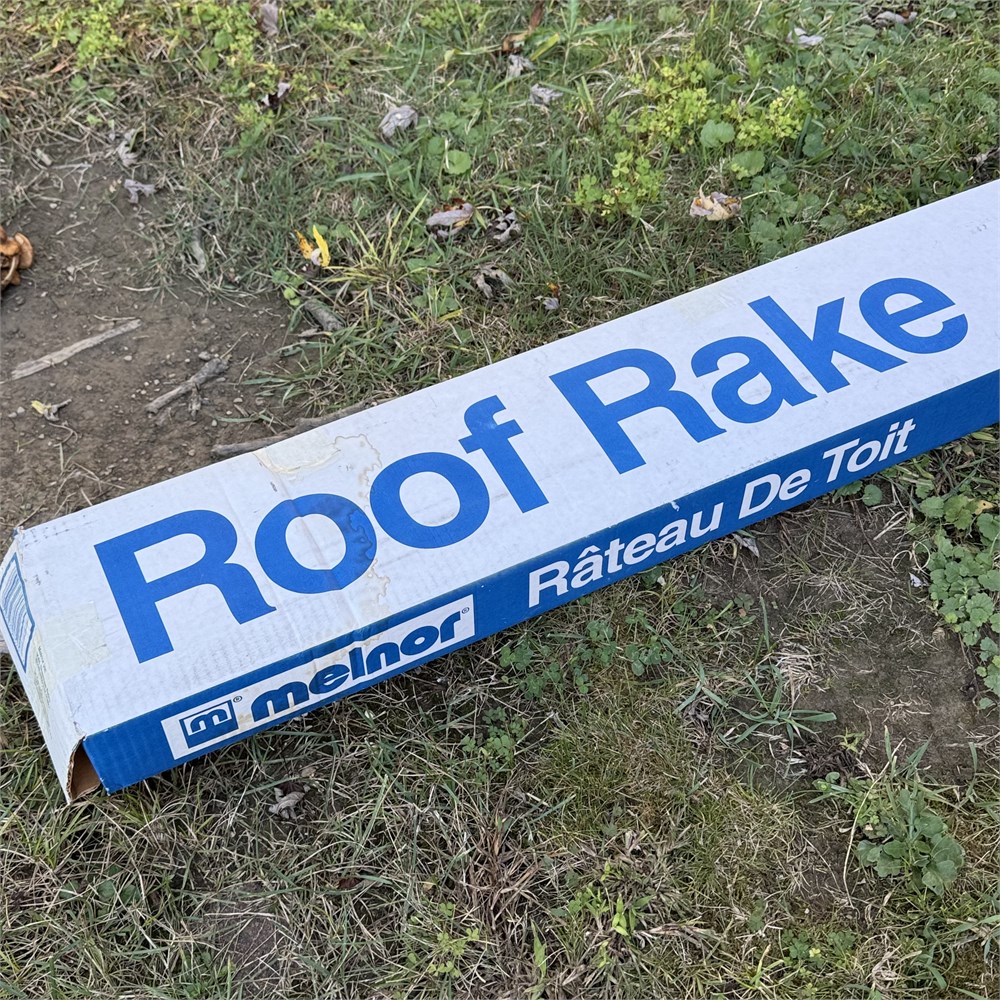 Roof Rake
melnor®
Râteau De Toit